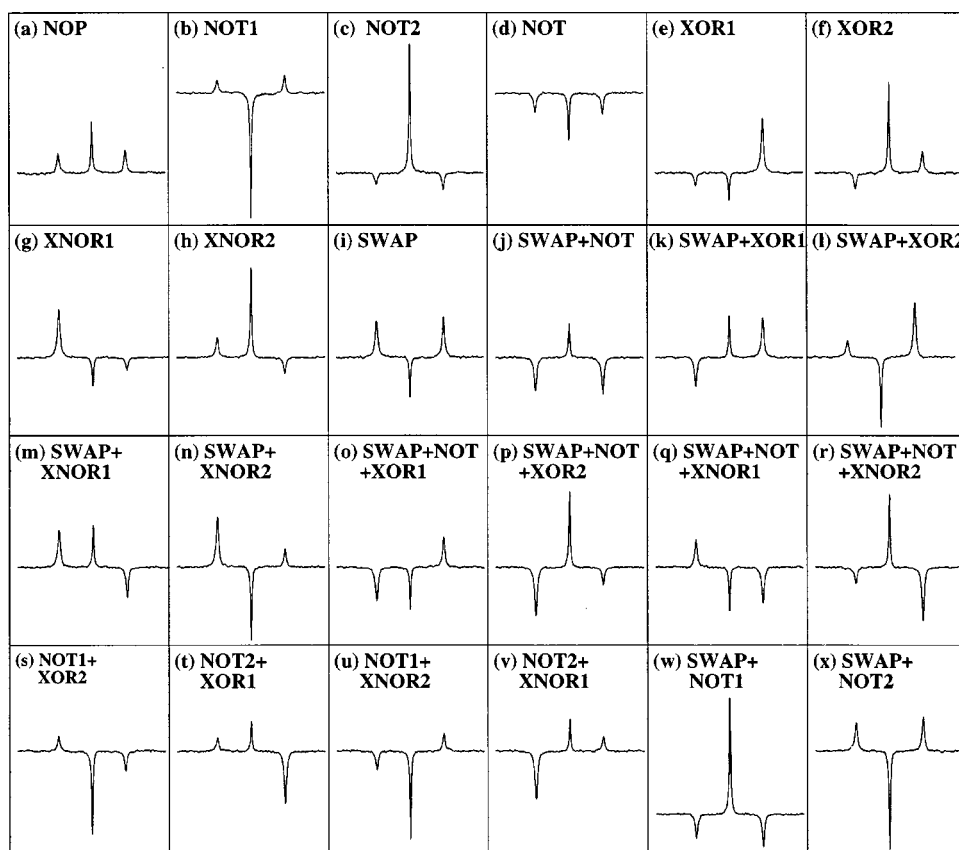 (a) NOP
(b) NOT1
(c) NOT2
(d) NOT
(e) XOR1
(f) XOR2
(g) XNOR1
(h) XNOR2
(i) SWAP
(j) SWAP+NOT
(k) SWAP+XOR1
(l) SWAP+XOR2
(m) SWAP+
XNOR1
(n) SWAP+
XNOR2
(o) SWAP+NOT
+XOR1
(p) SWAP+NOT
+XOR2
(q) SWAP+NOT
+XNOR1
(r) SWAP+NOT
+XNOR2
(s) NOT1+
XOR2
(t) NOT2+
XOR1
(u) NOT1+
XNOR2
(v) NOT2+
XNOR1
(w) SWAP+
NOT1
(x) SWAP+
NOT2